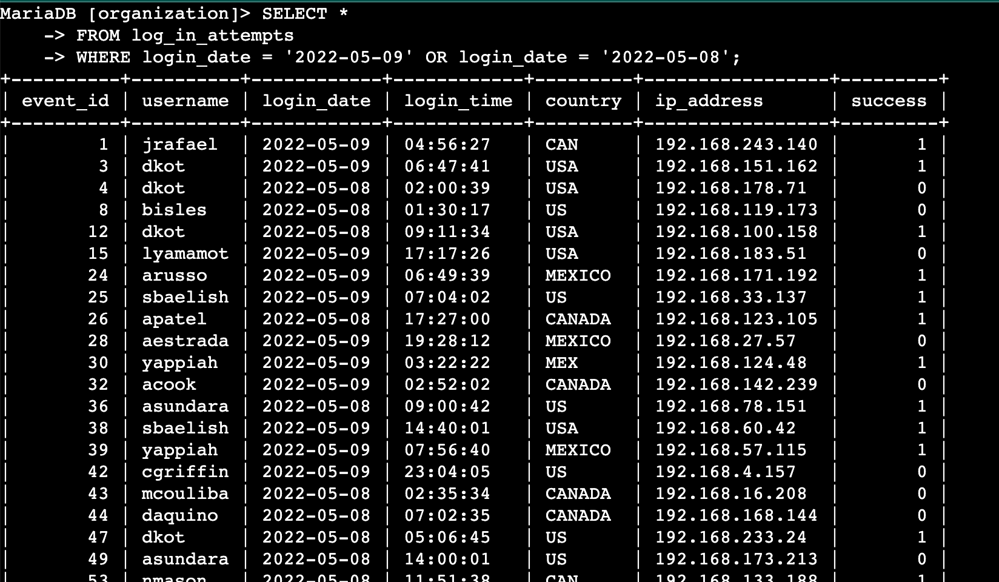 MariaDB [organization]> SELECT *
    -> FROM log_in_attempts
    -> WHERE login_date = '2022-05-09' OR login_date = '2022-05-08';
+----------+----------+------------+------------+---------+-----------------+---------+
| event_id | username | login_date | login_time | country | ip_address      | success |
+----------+----------+------------+------------+---------+-----------------+---------+
|        1 | jrafael  | 2022-05-09 | 04:56:27   | CAN     | 192.168.243.140 |       1 |
|        3 | dkot     | 2022-05-09 | 06:47:41   | USA     | 192.168.151.162 |       1 |
|        4 | dkot     | 2022-05-08 | 02:00:39   | USA     | 192.168.178.71  |       0 |
|        8 | bisles   | 2022-05-08 | 01:30:17   | US      | 192.168.119.173 |       0 |
|       12 | dkot     | 2022-05-08 | 09:11:34   | USA     | 192.168.100.158 |       1 |
|       15 | lyamamot | 2022-05-09 | 17:17:26   | USA     | 192.168.183.51  |       0 |
|       24 | arusso   | 2022-05-09 | 06:49:39   | MEXICO  | 192.168.171.192 |       1 |
|       25 | sbaelish | 2022-05-09 | 07:04:02   | US      | 192.168.33.137  |       1 |
|       26 | apatel   | 2022-05-08 | 17:27:00   | CANADA  | 192.168.123.105 |       1 |
|       28 | aestrada | 2022-05-09 | 19:28:12   | MEXICO  | 192.168.27.57   |       0 |
|       30 | yappiah  | 2022-05-09 | 03:22:22   | MEX     | 192.168.124.48  |       1 |
|       32 | acook    | 2022-05-09 | 02:52:02   | CANADA  | 192.168.142.239 |       0 |
|       36 | asundara | 2022-05-08 | 09:00:42   | US      | 192.168.78.151  |       1 |
|       38 | sbaelish | 2022-05-09 | 14:40:01   | USA     | 192.168.60.42   |       1 |
|       39 | yappiah  | 2022-05-09 | 07:56:40   | MEXICO  | 192.168.57.115  |       1 |
|       42 | cgriffin | 2022-05-09 | 23:04:05   | US      | 192.168.4.157   |       0 |
|       43 | mcouliba | 2022-05-08 | 02:35:34   | CANADA  | 192.168.16.208  |       0 |
|       44 | daquino  | 2022-05-08 | 07:02:35   | CANADA  | 192.168.168.144 |       0 |
|       47 | dkot     | 2022-05-08 | 05:06:45   | US      | 192.168.233.24  |       1 |
|       49 | asundara | 2022-05-08 | 14:00:01   | US      | 192.168.173.213 |       0 |
|       53 | nmason   | 2022-05-08 | 11:51:38   | CAN     | 192.168.133.188 |       1 |